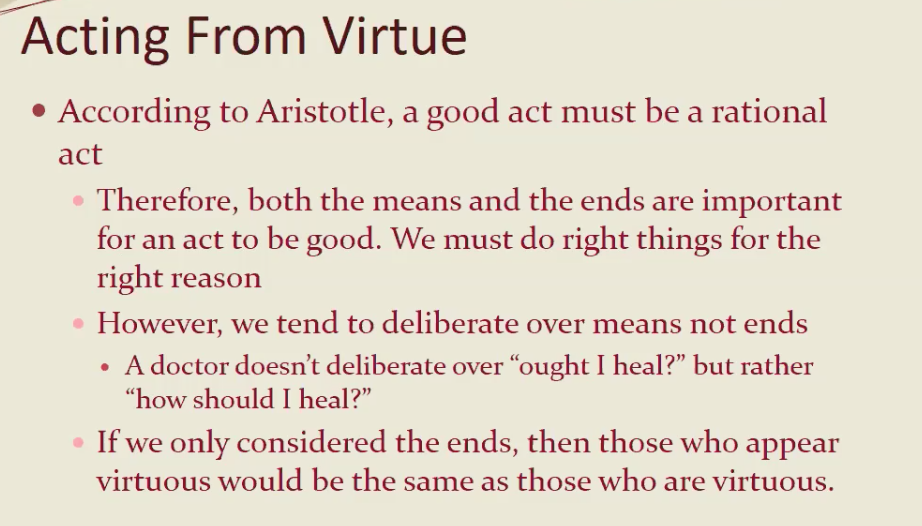 Acting From Virtue
According to Aristotle, a good act must be a rational
act
Therefore, both the means and the ends are important
for an act to be good. We must do right things for the
right reason
However, we tend to deliberate over means not ends
A doctor doesn't deliberate over “ought I heal?” but rather
“how should I heal?”
If we only considered the ends, then those who appear
virtuous would be the same as those who are virtuous.